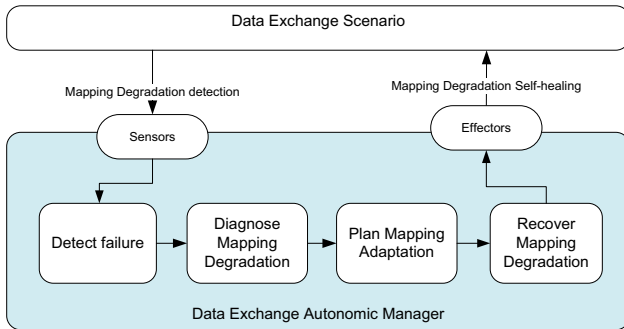 Data Exchange Scenario
Mapping Degradation detection
Mapping Degradation Self-healing
Sensors
Effectors
Detect failure
Diagnose
Mapping
Degradation
Plan Mapping
Adaptation
Recover
Mapping
Degradation
Data Exchange Autonomic Manager